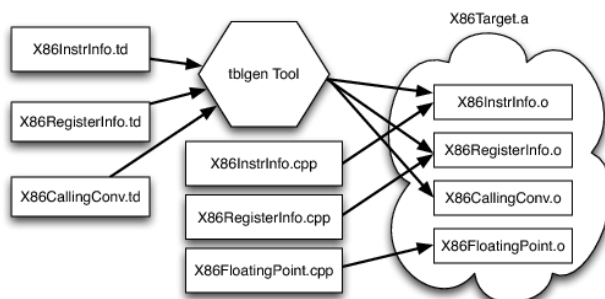 X86Target.a
X86InstrInfo.td
tblgen Tool
X86InstrInfo.o
X86RegisterInfo.td
X86RegisterInfo.o
X86InstrInfo.cpp
X86CallingConv.td
X86CallingConv.o
X86RegisterInfo.cpp
X86FloatingPoint.o
X86FloatingPoint.cpp